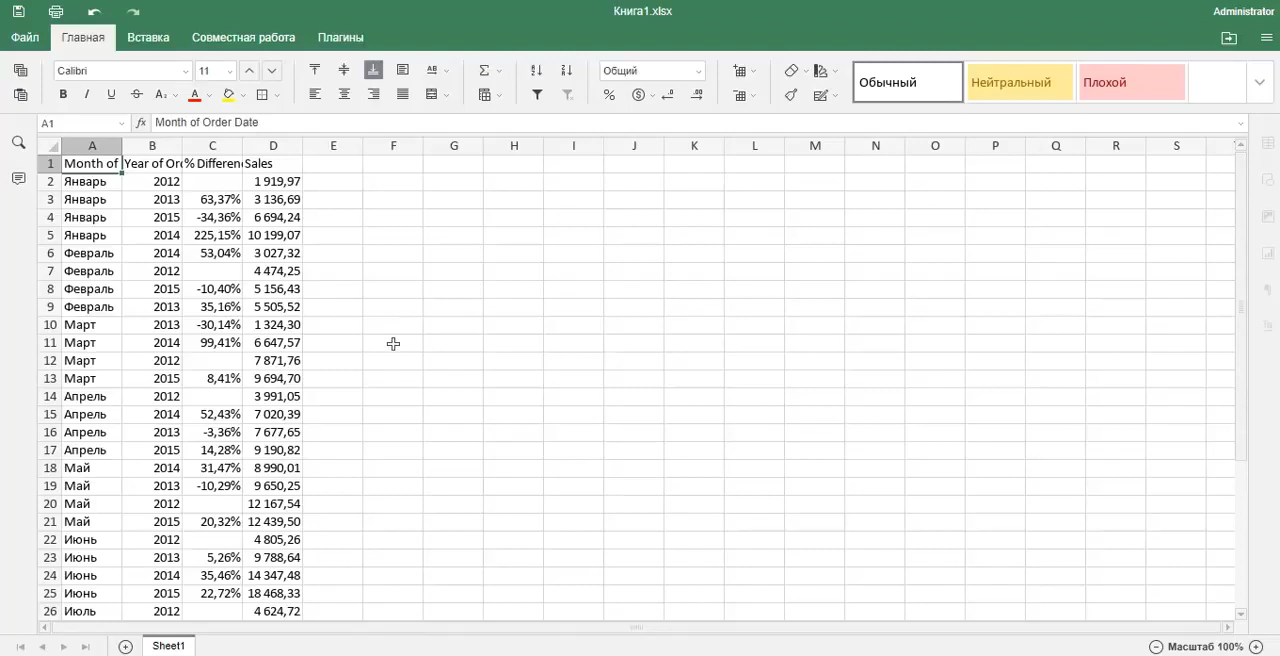 Книга1.xlsx
Administrator
Файл Главная Вставка Совместная работа Плагины
Calibri 11 Общий Обычный Нейтральный Плохой
A1 Month of Order Date
A B C D E F G H I J K L M N O P Q R S
1 Month of Year of Ord % Differenc Sales
2 Январь 2012 1 919,97
3 Январь 2013 63,37% 3 136,69
4 Январь 2015 -34,36% 6 694,24
5 Январь 2014 225,15% 10 199,07
6 Февраль 2014 53,04% 3 027,32
7 Февраль 2012 4 474,25
8 Февраль 2015 -10,40% 5 156,43
9 Февраль 2013 35,16% 5 505,52
10 Март 2013 -30,14% 1 324,30
11 Март 2014 99,41% 6 647,57
12 Март 2012 7 871,76
13 Март 2015 8,41% 9 694,70
14 Апрель 2012 3 991,05
15 Апрель 2014 52,43% 7 020,39
16 Апрель 2013 -3,36% 7 677,65
17 Апрель 2015 14,28% 9 190,82
18 Май 2014 31,47% 8 990,01
19 Май 2013 -10,29% 9 650,25
20 Май 2012 12 167,54
21 Май 2015 20,32% 12 439,50
22 Июнь 2012 4 805,26
23 Июнь 2013 5,26% 9 788,64
24 Июнь 2014 35,46% 14 347,48
25 Июнь 2015 22,72% 18 468,33
26 Июль 2012 4 624,72
Sheet1 Масштаб 100%